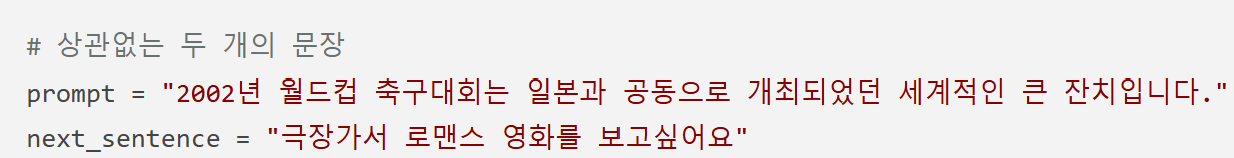 # 상관없는 두 개의 문장
prompt = "2002년 월드컵 축구대회는 일본과 공동으로 개최되었던 세계적인 큰 잔치입니다."
next_sentence = "극장가서 로맨스 영화를 보고싶어요"